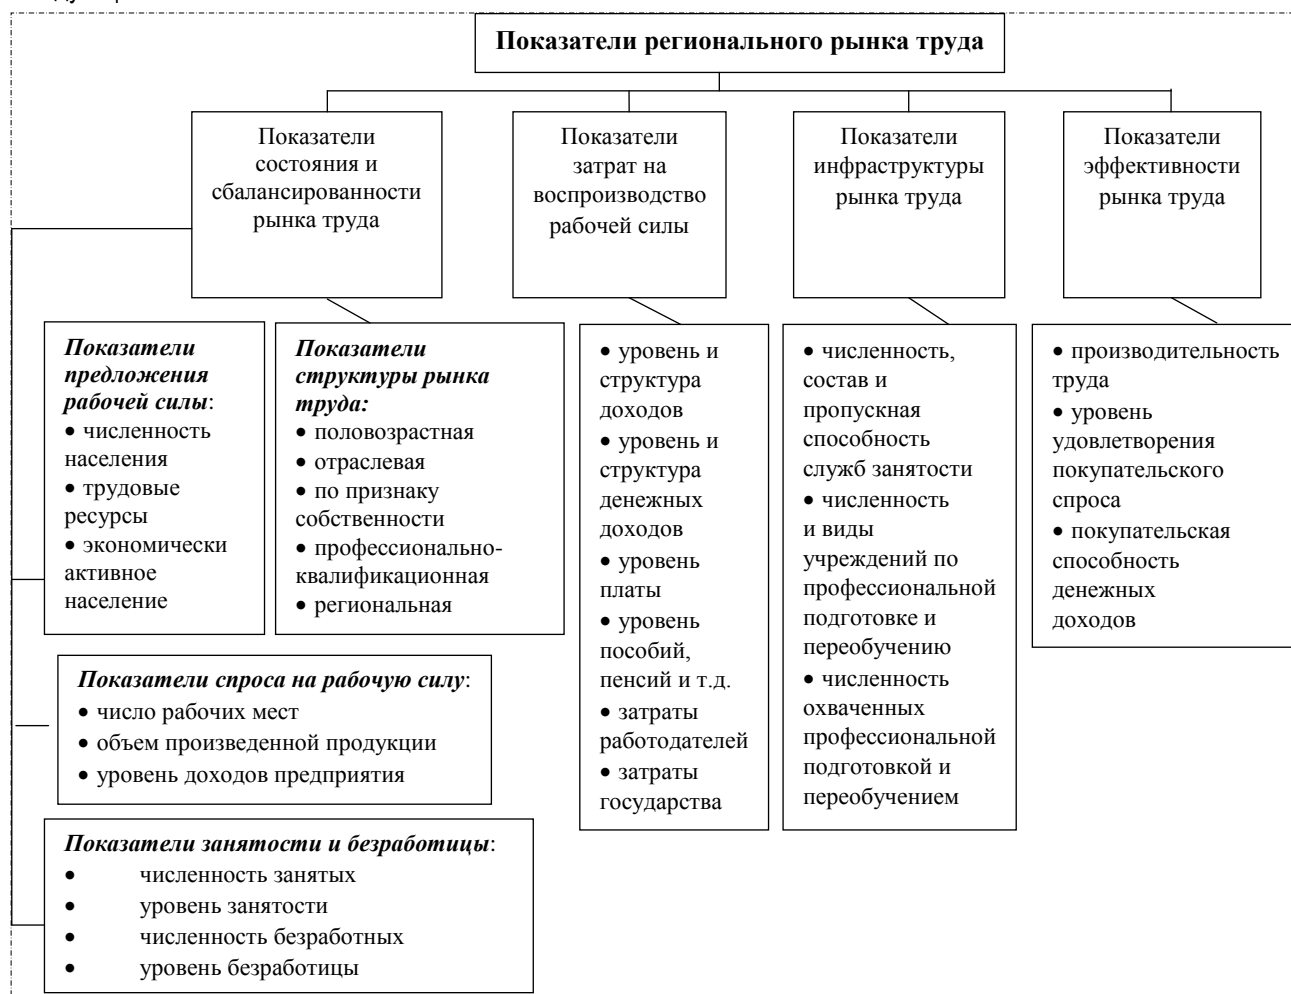 Показатели регионального рынка труда
Показатели
состояния и
сбалансированности
рынка труда
Показатели
затрат на
воспроизводство
рабочей силы
Показатели
инфраструктуры
рынка труда
Показатели
эффективности
рынка труда
Показатели
предложения
рабочей силы:
• численность
населения
• трудовые
ресурсы
• экономически
активное
население
Показатели
структуры рынка
труда:
• половозрастная
• отраслевая
• по признаку
собственности
• профессионально-
квалификационная
• региональная
• уровень и
структура
доходов
• уровень и
структура
денежных
доходов
• уровень
платы
• уровень
пособий,
пенсий и т.д.
• затраты
работодателей
• затраты
государства
• численность,
состав и
пропускная
способность
служб занятости
• численность
и виды
учреждений по
профессиональной
подготовке и
переобучению
• численность
охваченных
профессиональной
подготовкой и
переобучением
• производительность
труда
• уровень
удовлетворения
покупательского
спроса
• покупательская
способность
денежных
доходов
Показатели спроса на рабочую силу:
• число рабочих мест
• объем произведенной продукции
• уровень доходов предприятия
Показатели занятости и безработицы:
• численность занятых
• уровень занятости
• численность безработных
• уровень безработицы